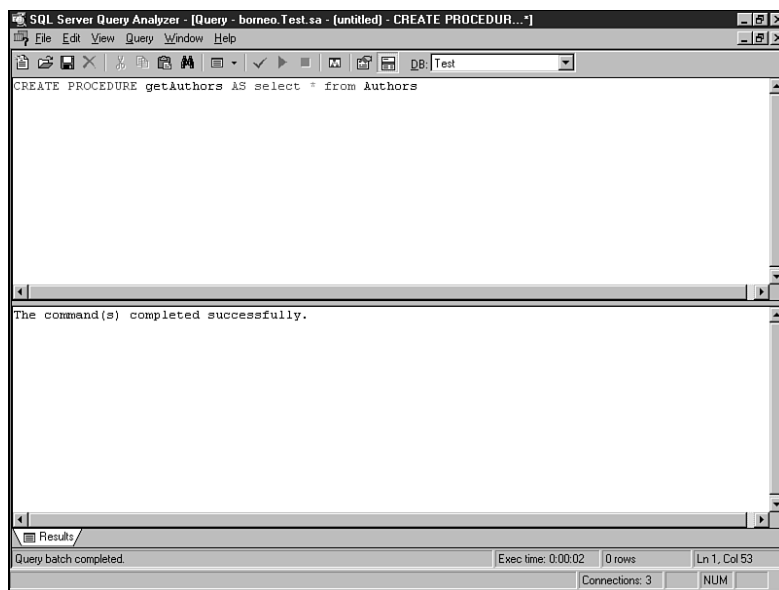 SQL Server Query Analyzer - [Query - borneo.Test.sa - (untitled) - CREATE PROCEDUR...*]
File Edit View Query Window Help
DB: Test
CREATE PROCEDURE getAuthors AS select * from Authors
The command(s) completed successfully.
Results
Query batch completed. Exec time: 0:00:02 0 rows Ln 1, Col 53
Connections: 3 NUM